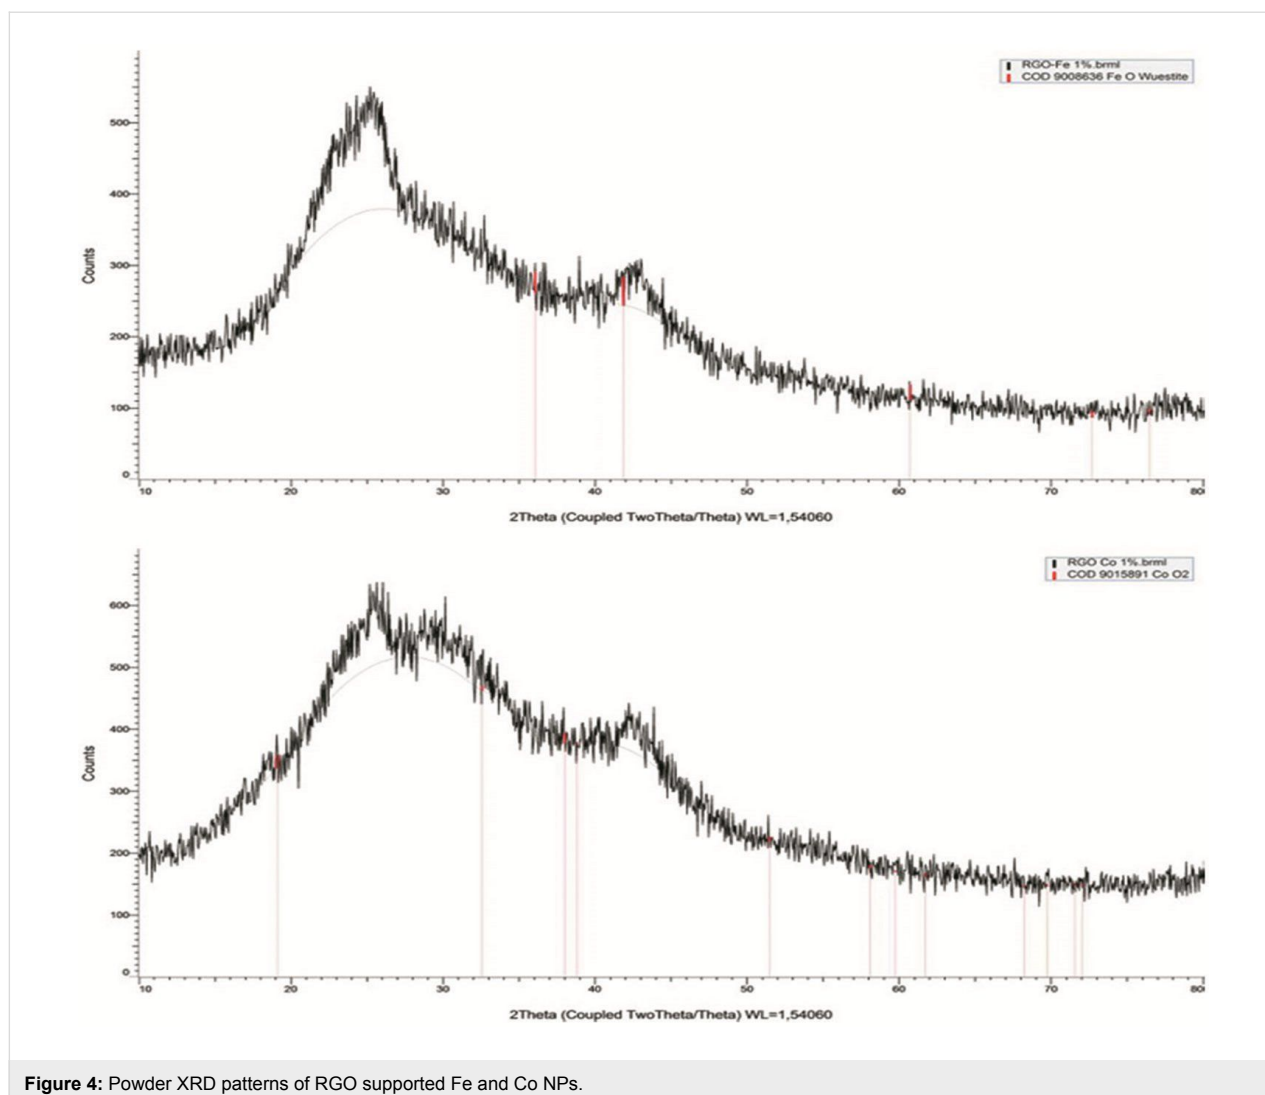 RGO-Fe 1%.brml
COD 9008636 Fe O Wuestite
500
400
300
200
100
0
Counts
10 20 30 40 50 60 70 80
2Theta (Coupled TwoTheta/Theta) WL=1,54060
RGO Co 1%.brml
COD 9015891 Co O2
600
500
400
300
200
100
0
Counts
10 20 30 40 50 60 70 80
2Theta (Coupled TwoTheta/Theta) WL=1,54060
Figure 4: Powder XRD patterns of RGO supported Fe and Co NPs.